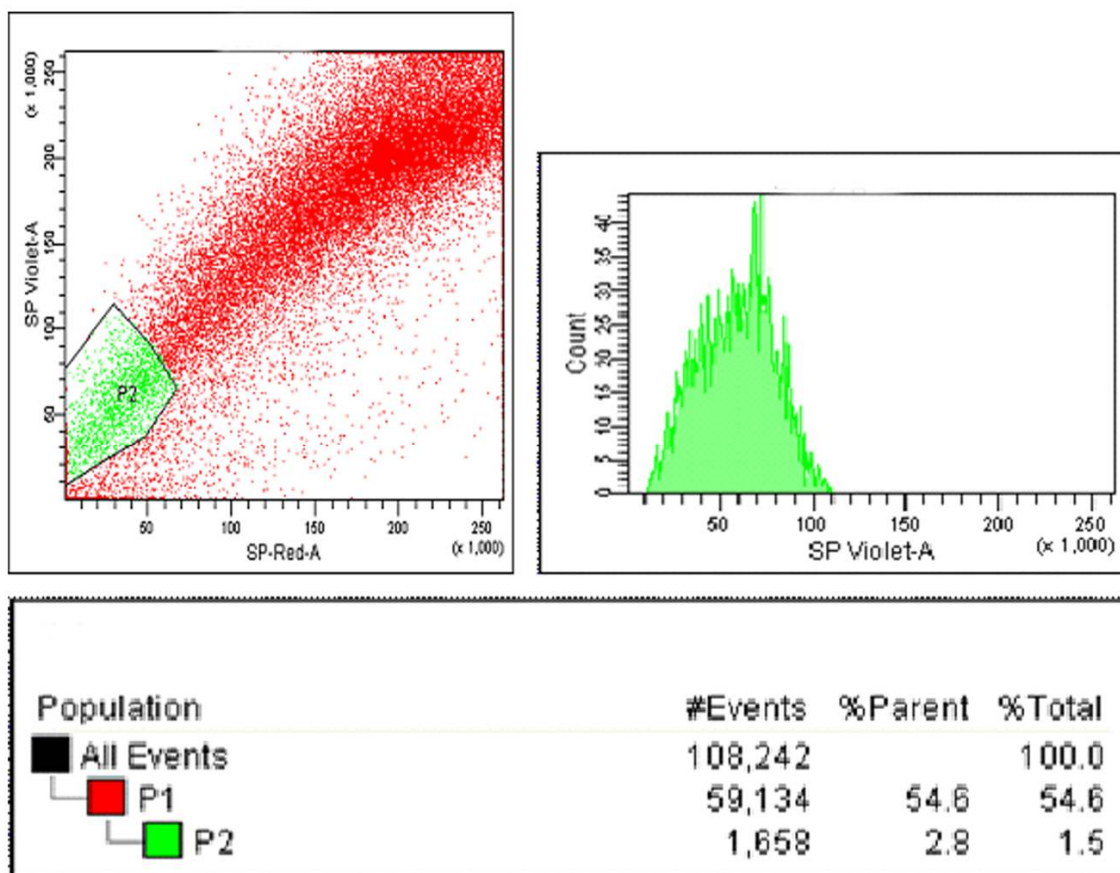 (x 1,000)
250
200
150
100
50
SP Violet-A
P2
50 100 150 200 250
SP-Red-A
(x 1,000)
40
35
30
25
20
15
10
5
0
Count
50 100 150 200 250
SP Violet-A
(x 1,000)
Population #Events %Parent %Total
All Events 108,242 100.0
P1 59,134 54.6 54.6
P2 1,658 2.8 1.5